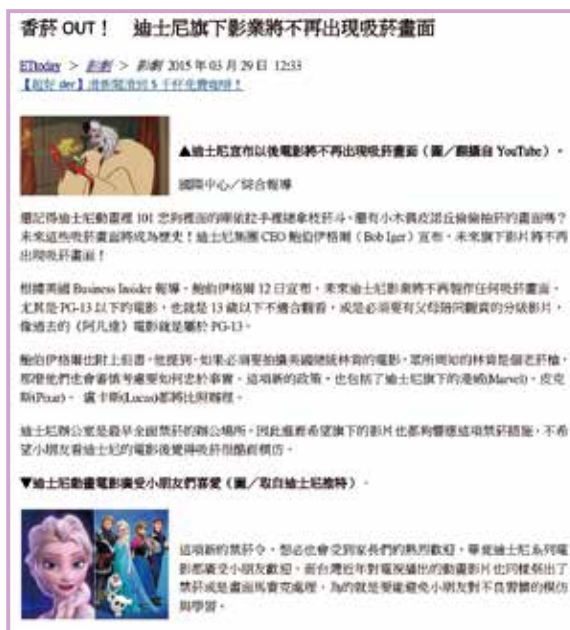 香菸 OUT！ 迪士尼旗下影業將不再出現吸菸畫面
ETtoday > 影劇 > 影劇 2015 年 03 月 29 日 12:33
▲迪士尼宣布以後電影將不再出現吸菸畫面（圖／翻攝自 YouTube）。
國際中心／綜合報導
還記得迪士尼動畫裡 101 忠狗裡面的庫依拉手裡總拿枝菸斗，還有小木偶皮諾丘偷偷抽菸的畫面嗎？
未來這些吸菸畫面將成為歷史！迪士尼集團 CEO 鮑伯伊格爾（Bob Iger）宣布，未來旗下影片將不再
出現吸菸畫面！
根據美國 Business Insider 報導，鮑伯伊格爾 12 日宣布，未來迪士尼影業將不再製作任何吸菸畫面，
尤其是 PG-13 以下的電影，也就是 13 歲以下不適合觀看，或是必須要有父母陪同觀賞的分級影片，
像過去的《阿凡達》電影就是屬於 PG-13。
鮑伯伊格爾也附上但書，他提到，如果必須要拍攝美國總統林肯的電影，眾所周知的林肯是個老菸槍，
那麼他們也會審慎考慮要如何忠於事實。這項新的政策，也包括了迪士尼旗下的漫威(Marvel)、皮克
斯(Pixar)、 盧卡斯(Lucas)都將比照辦理。
迪士尼辦公室是最早全面禁菸的辦公場所，因此進而希望旗下的影片也都夠響應這項禁菸措施，不希
望小朋友看迪士尼的電影後覺得吸菸很酷而模仿。
▼迪士尼動畫電影廣受小朋友們喜愛（圖／取自迪士尼推特）。
這項新的禁菸令，想必也會受到家長們的熱烈歡迎，畢竟迪士尼系列電
影都廣受小朋友歡迎，而台灣近年對電視播出的動畫影片也同樣祭出了
禁菸或是畫面馬賽克處理，為的就是要能避免小朋友對不良習慣的模仿
與學習。